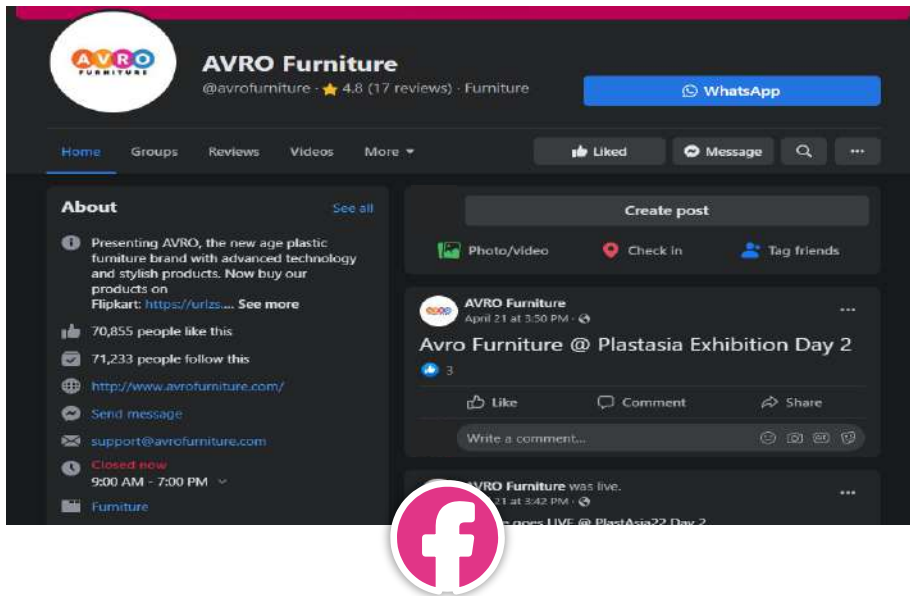 AVRO
FURNITURE
AVRO Furniture
@avrofurniture · 4.8 (17 reviews) · Furniture
WhatsApp
Home Groups Reviews Videos More
Liked Message
About See all
Presenting AVRO, the new age plastic
furniture brand with advanced technology
and stylish products. Now buy our
products on
Flipkart: https://urlzs.... See more
70,855 people like this
71,233 people follow this
http://www.avrofurniture.com/
Send message
support@avrofurniture.com
Closed now
9:00 AM - 7:00 PM
Furniture
Create post
Photo/video Check in Tag friends
AVRO
AVRO Furniture
April 21 at 3:50 PM ·
Avro Furniture @ Plastasia Exhibition Day 2
3
Like Comment Share
Write a comment...
GIF
AVRO Furniture was live.
21 at 3:42 PM ·
goes LIVE @ PlastAsia22 Day 2
f